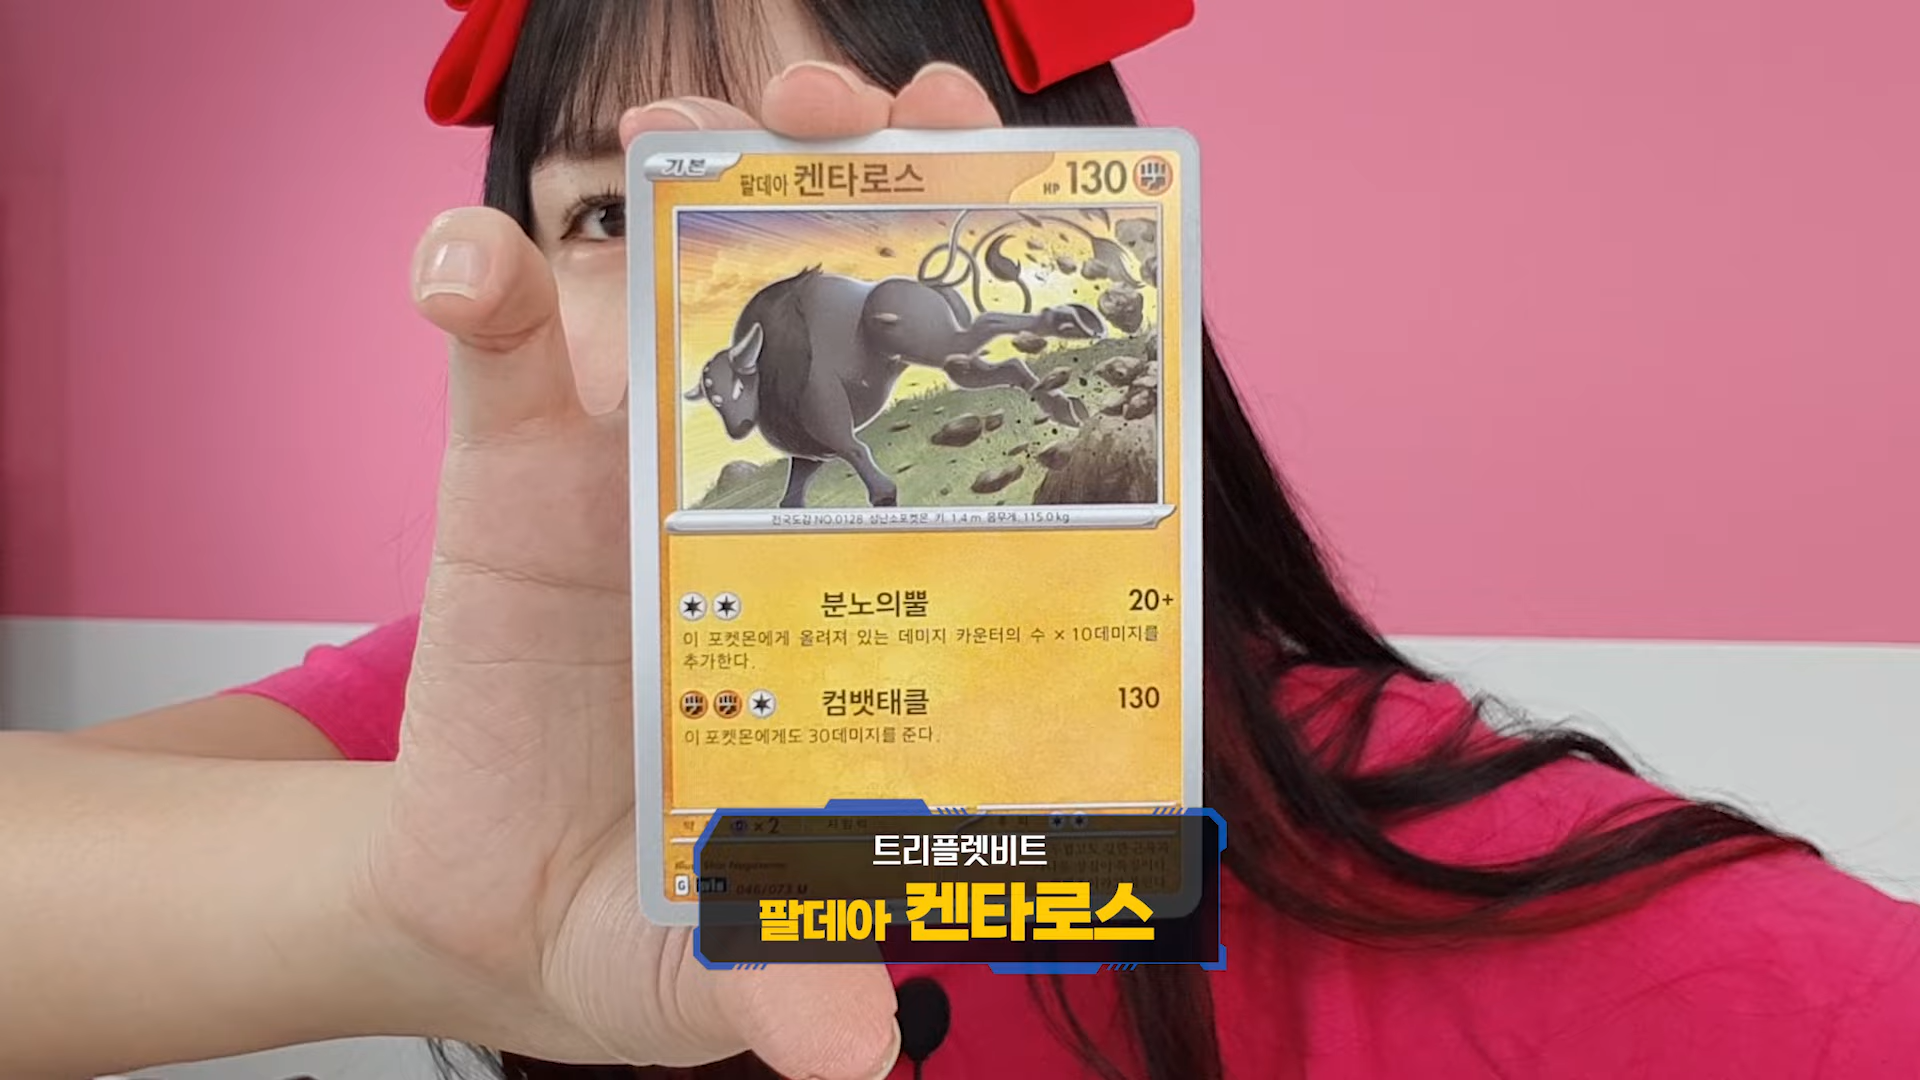 기본
팔데아 켄타로스 HP 130
전국도감 NO.0128 성난소포켓몬 키: 1.4 m 몸무게: 115.0 kg
분노의뿔 20+
이 포켓몬에게 올려져 있는 데미지 카운터의 수 × 10데미지를
추가한다.
컴뱃태클 130
이 포켓몬에게도 30데미지를 준다.
×2
G 046/073
트리플렛비트
팔데아 켄타로스